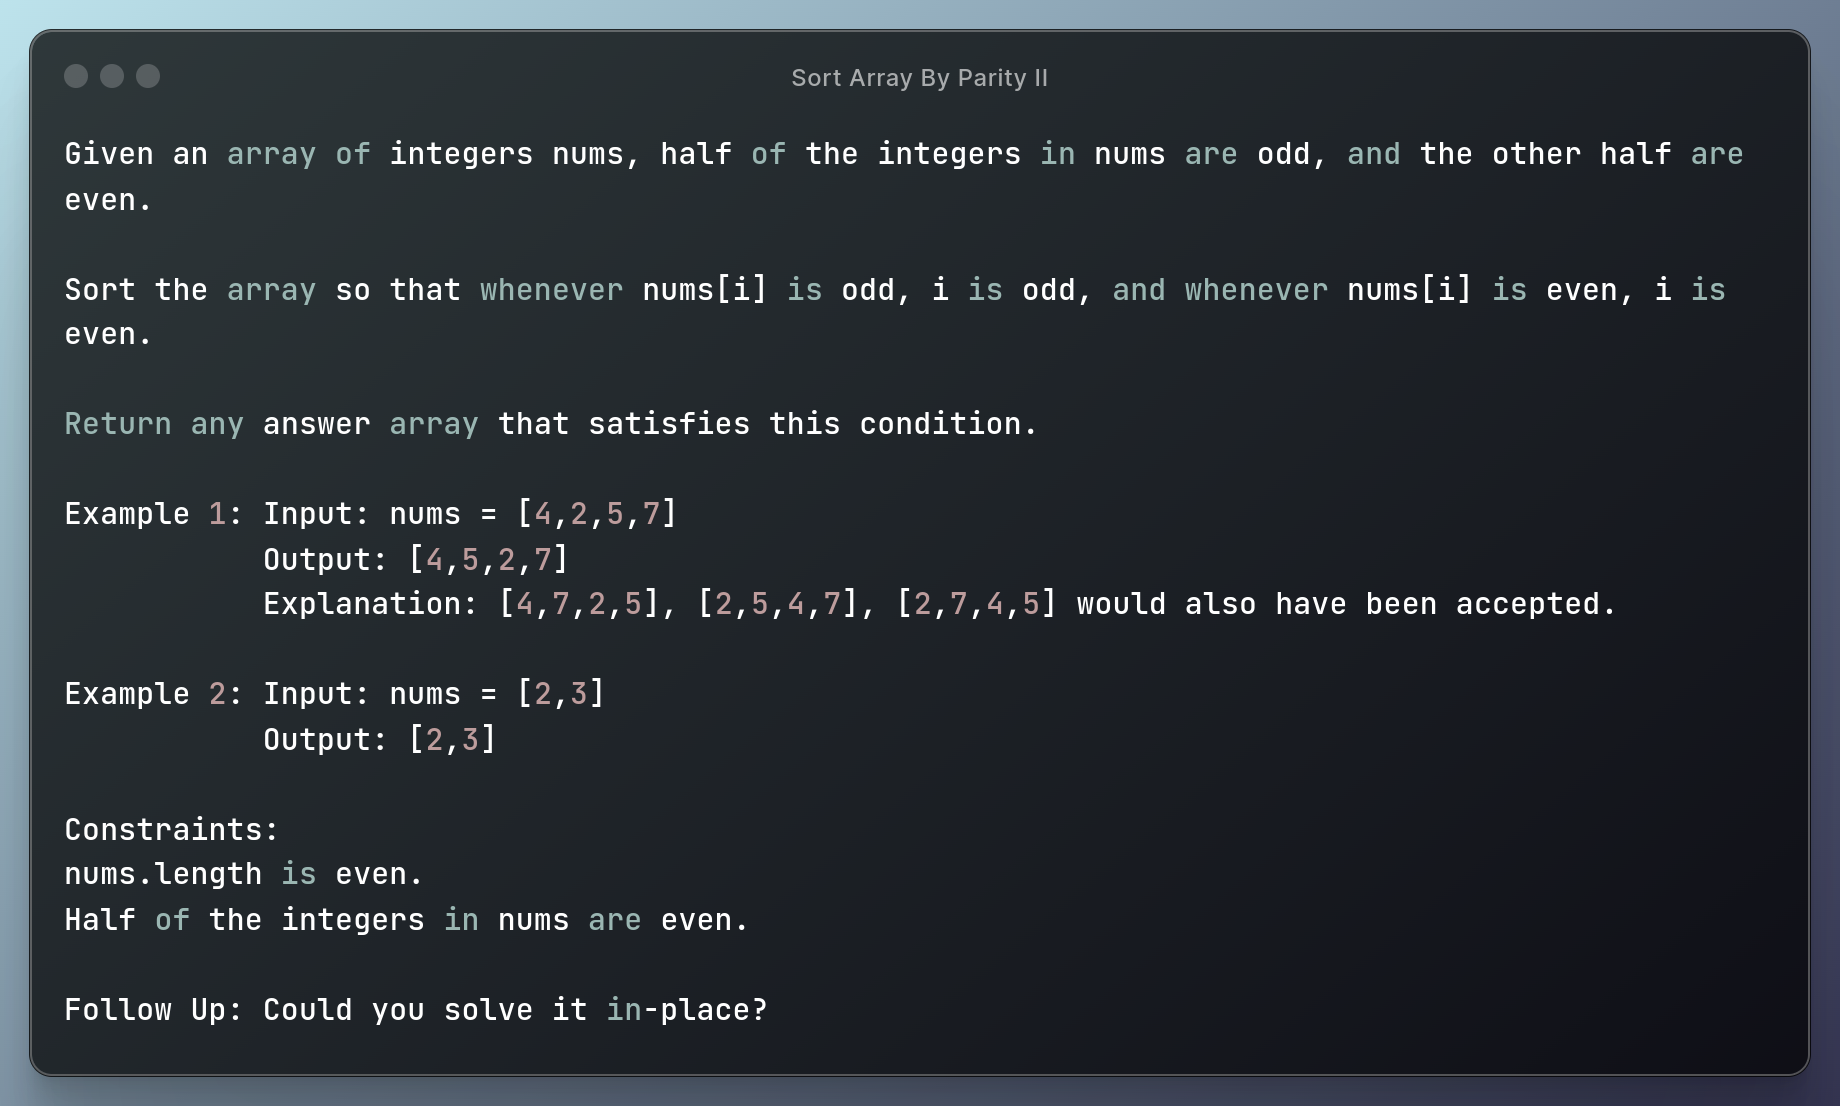 Sort Array By Parity II
Given an array of integers nums, half of the integers in nums are odd, and the other half are
even.
Sort the array so that whenever nums[i] is odd, i is odd, and whenever nums[i] is even, i is
even.
Return any answer array that satisfies this condition.
Example 1: Input: nums = [4,2,5,7]
Output: [4,5,2,7]
Explanation: [4,7,2,5], [2,5,4,7], [2,7,4,5] would also have been accepted.
Example 2: Input: nums = [2,3]
Output: [2,3]
Constraints:
nums.length is even.
Half of the integers in nums are even.
Follow Up: Could you solve it in-place?